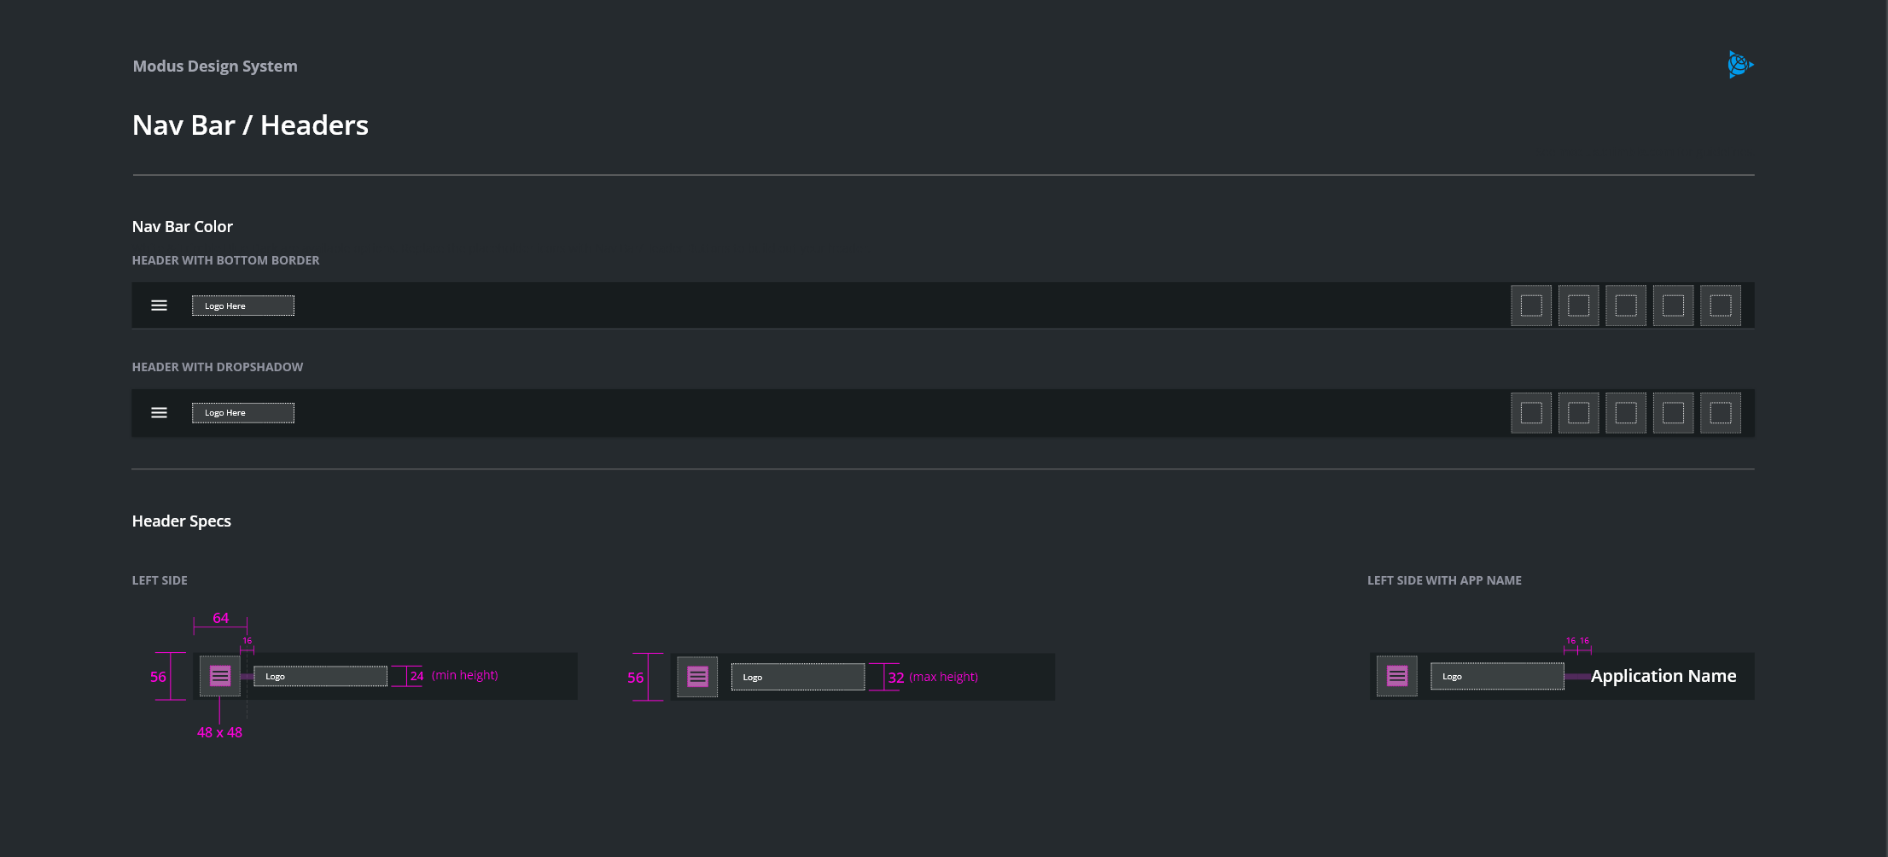 Modus Design System
Nav Bar / Headers
Nav Bar Color
HEADER WITH BOTTOM BORDER
Logo Here
HEADER WITH DROPSHADOW
Logo Here
Header Specs
LEFT SIDE
LEFT SIDE WITH APP NAME
64
16
56
Logo
24 (min height)
48 x 48
56
Logo
32 (max height)
16 16
Logo
Application Name